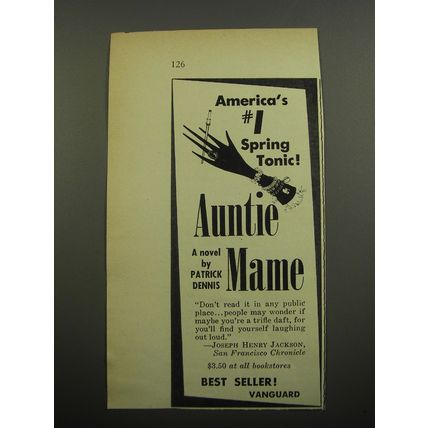 126
America's
#1
Spring
Tonic!
Auntie
A novel
by
PATRICK
DENNIS
Mame
"Don't read it in any public
place...people may wonder if
maybe you're a trifle daft, for
you'll find yourself laughing
out loud."
—JOSEPH HENRY JACKSON,
San Francisco Chronicle
$3.50 at all bookstores
BEST SELLER!
VANGUARD